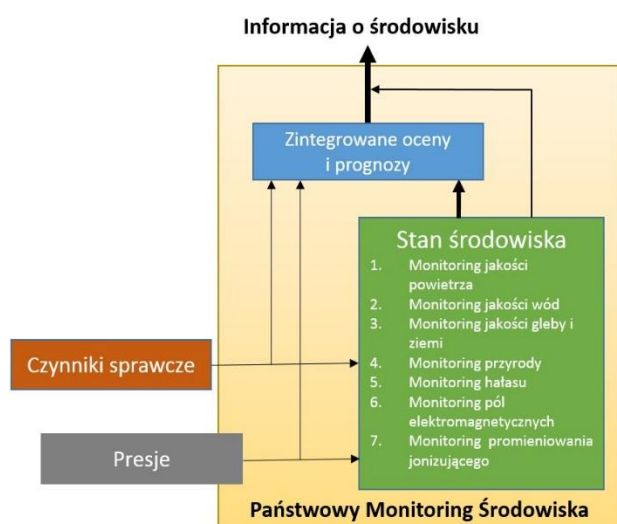 Informacja o środowisku
Zintegrowane oceny
i prognozy
Stan środowiska
1. Monitoring jakości
powietrza
2. Monitoring jakości wód
3. Monitoring jakości gleby i
ziemi
4. Monitoring przyrody
5. Monitoring hałasu
6. Monitoring pól
elektromagnetycznych
7. Monitoring promieniowania
jonizującego
Czynniki sprawcze
Presje
Państwowy Monitoring Środowiska